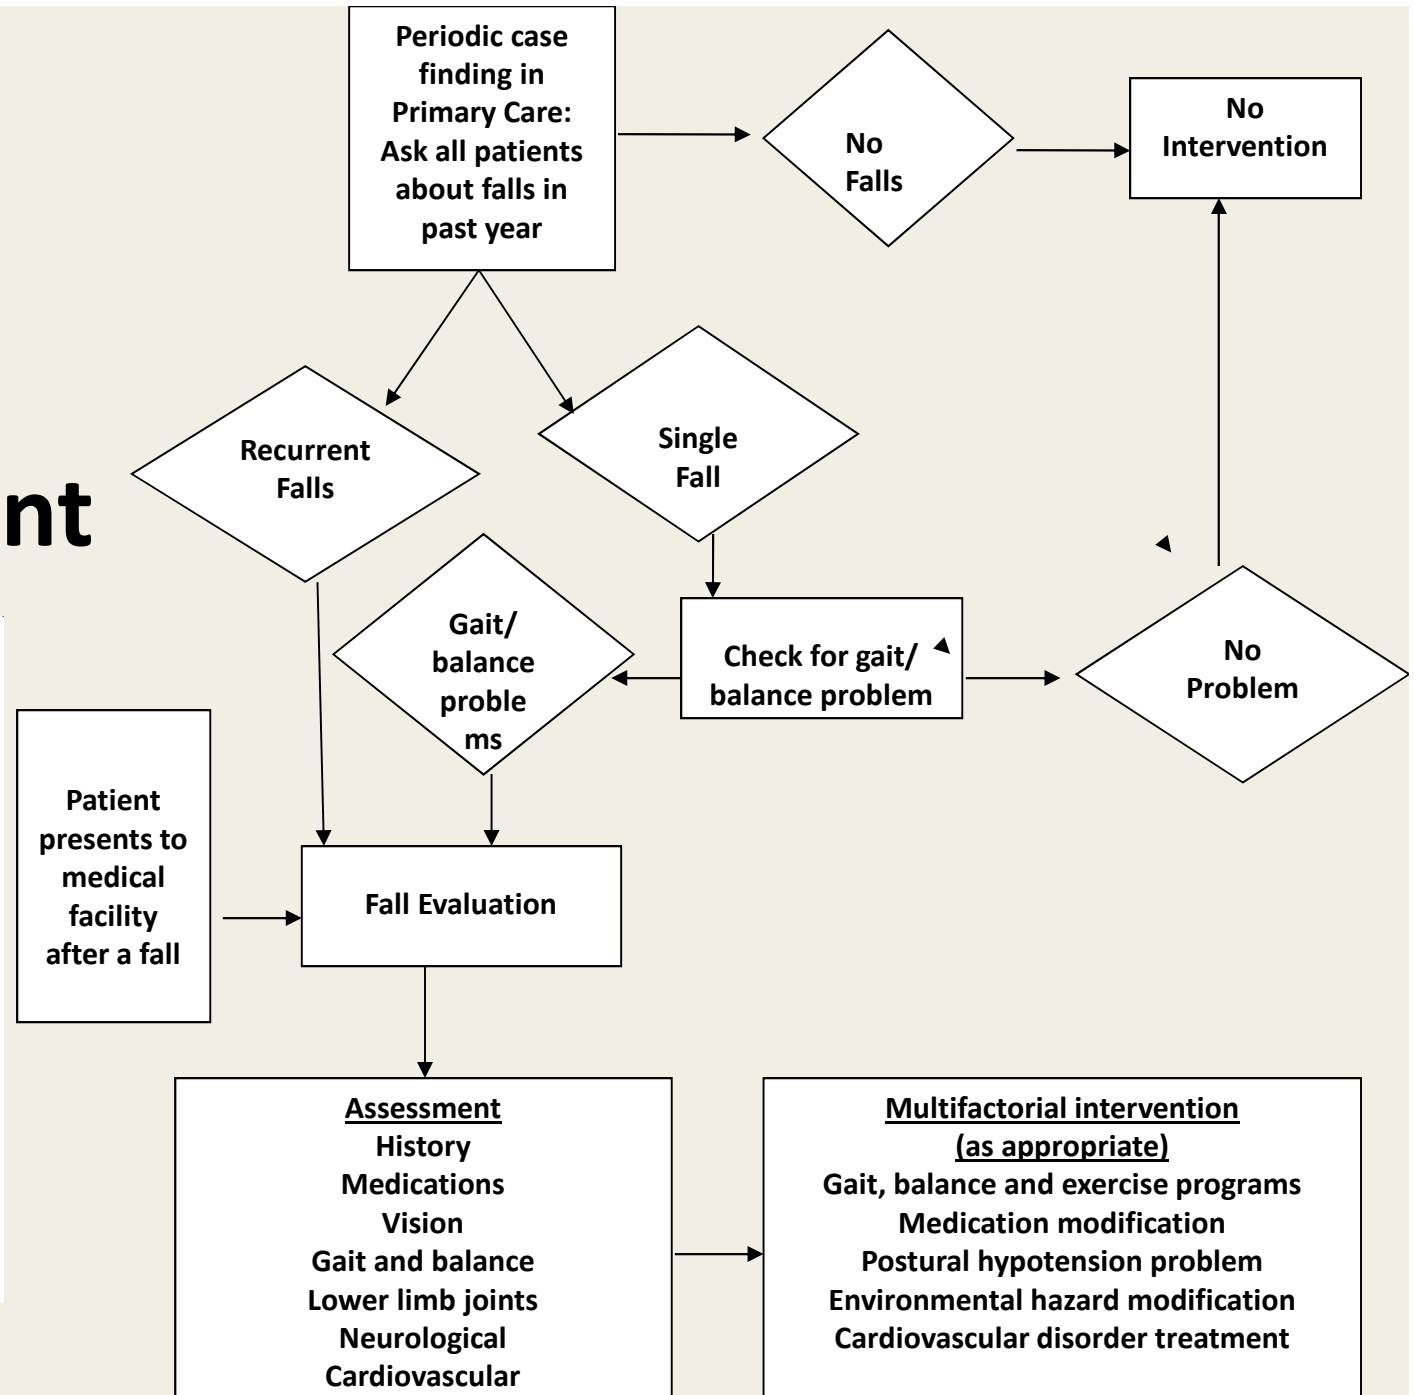 Periodic case
finding in
Primary Care:
Ask all patients
about falls in
past year
No
Falls
No
Intervention
Recurrent
Falls
Single
Fall
nt
Gait/
balance
proble
ms
Check for gait/
balance problem
No
Problem
Patient
presents to
medical
facility
after a fall
Fall Evaluation
Assessment
History
Medications
Vision
Gait and balance
Lower limb joints
Neurological
Cardiovascular
Multifactorial intervention
(as appropriate)
Gait, balance and exercise programs
Medication modification
Postural hypotension problem
Environmental hazard modification
Cardiovascular disorder treatment